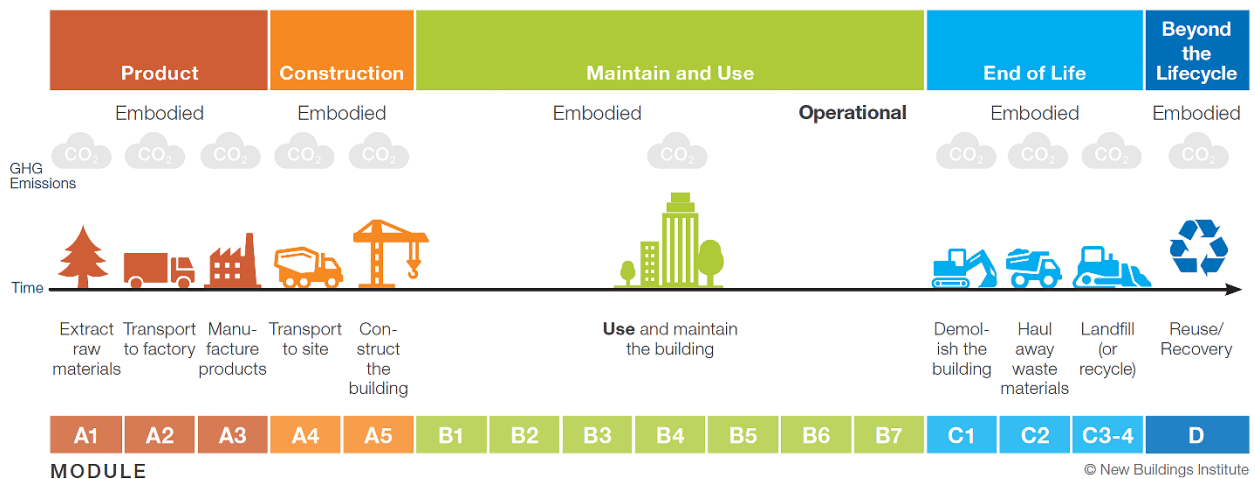 Product
Construction
Maintain and Use
End of Life
Beyond
the
Lifecycle
Embodied
Embodied
Embodied
Operational
Embodied
Embodied
GHG
Emissions
CO2
CO2
CO2
CO2
CO2
CO2
CO2
CO2
CO2
CO2
Time
Extract
raw
materials
Transport
to factory
Manu-
facture
products
Transport
to site
Con-
struct
the
building
Use and maintain
the building
Demol-
ish the
building
Haul
away
waste
materials
Landfill
(or
recycle)
Reuse/
Recovery
A1
A2
A3
A4
A5
B1
B2
B3
B4
B5
B6
B7
C1
C2
C3-4
D
MODULE
© New Buildings Institute